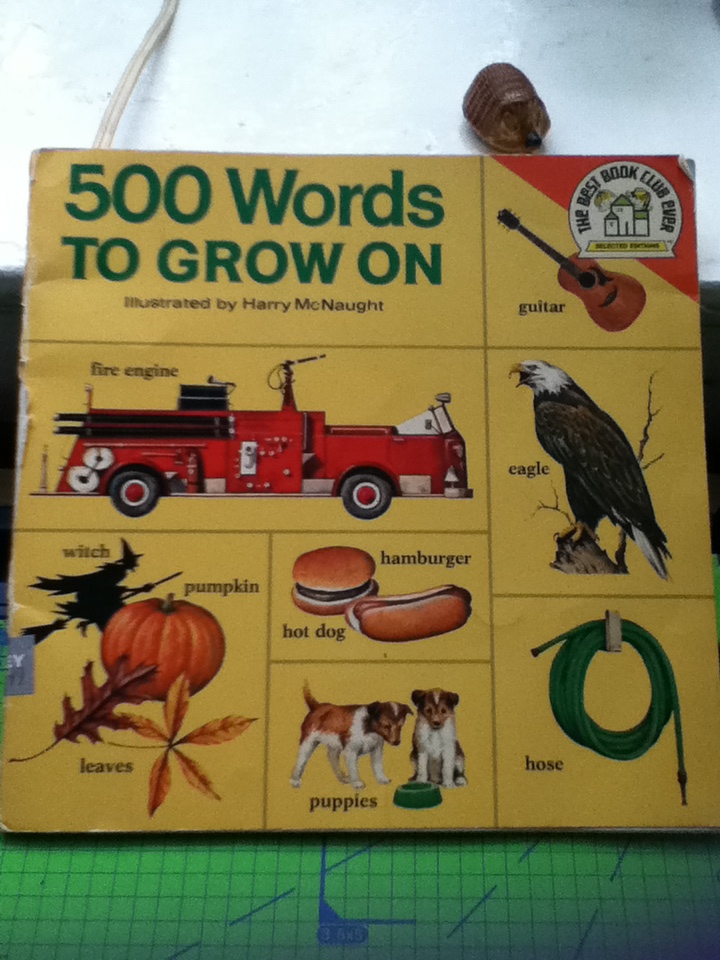 500 Words
TO GROW ON
Illustrated by Harry McNaught
THE BEST BOOK CLUB EVER
SELECTED EDITIONS
guitar
fire engine
eagle
witch
pumpkin
hamburger
hot dog
leaves
puppies
hose
EY